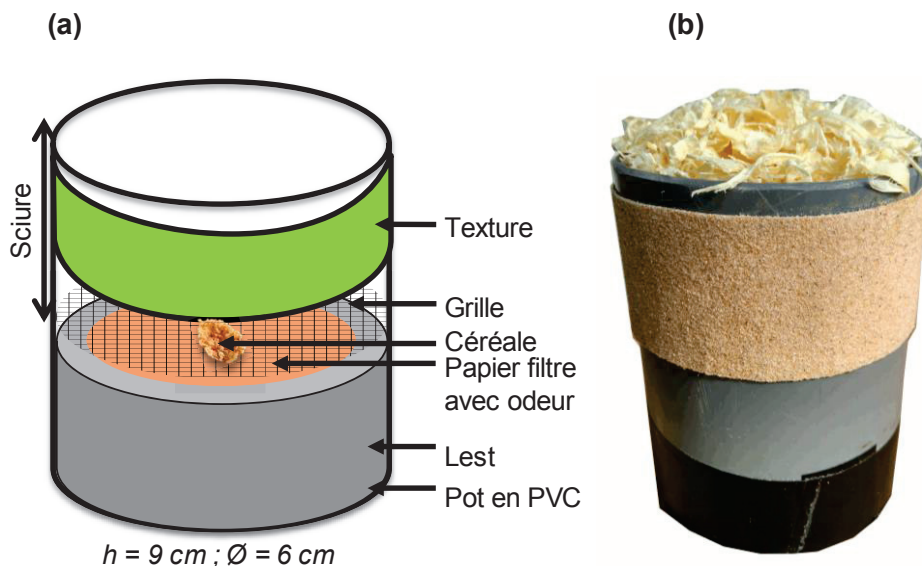 (a)
(b)
Sciure
Texture
Grille
Céréale
Papier filtre
avec odeur
Lest
Pot en PVC
h = 9 cm ; Ø = 6 cm